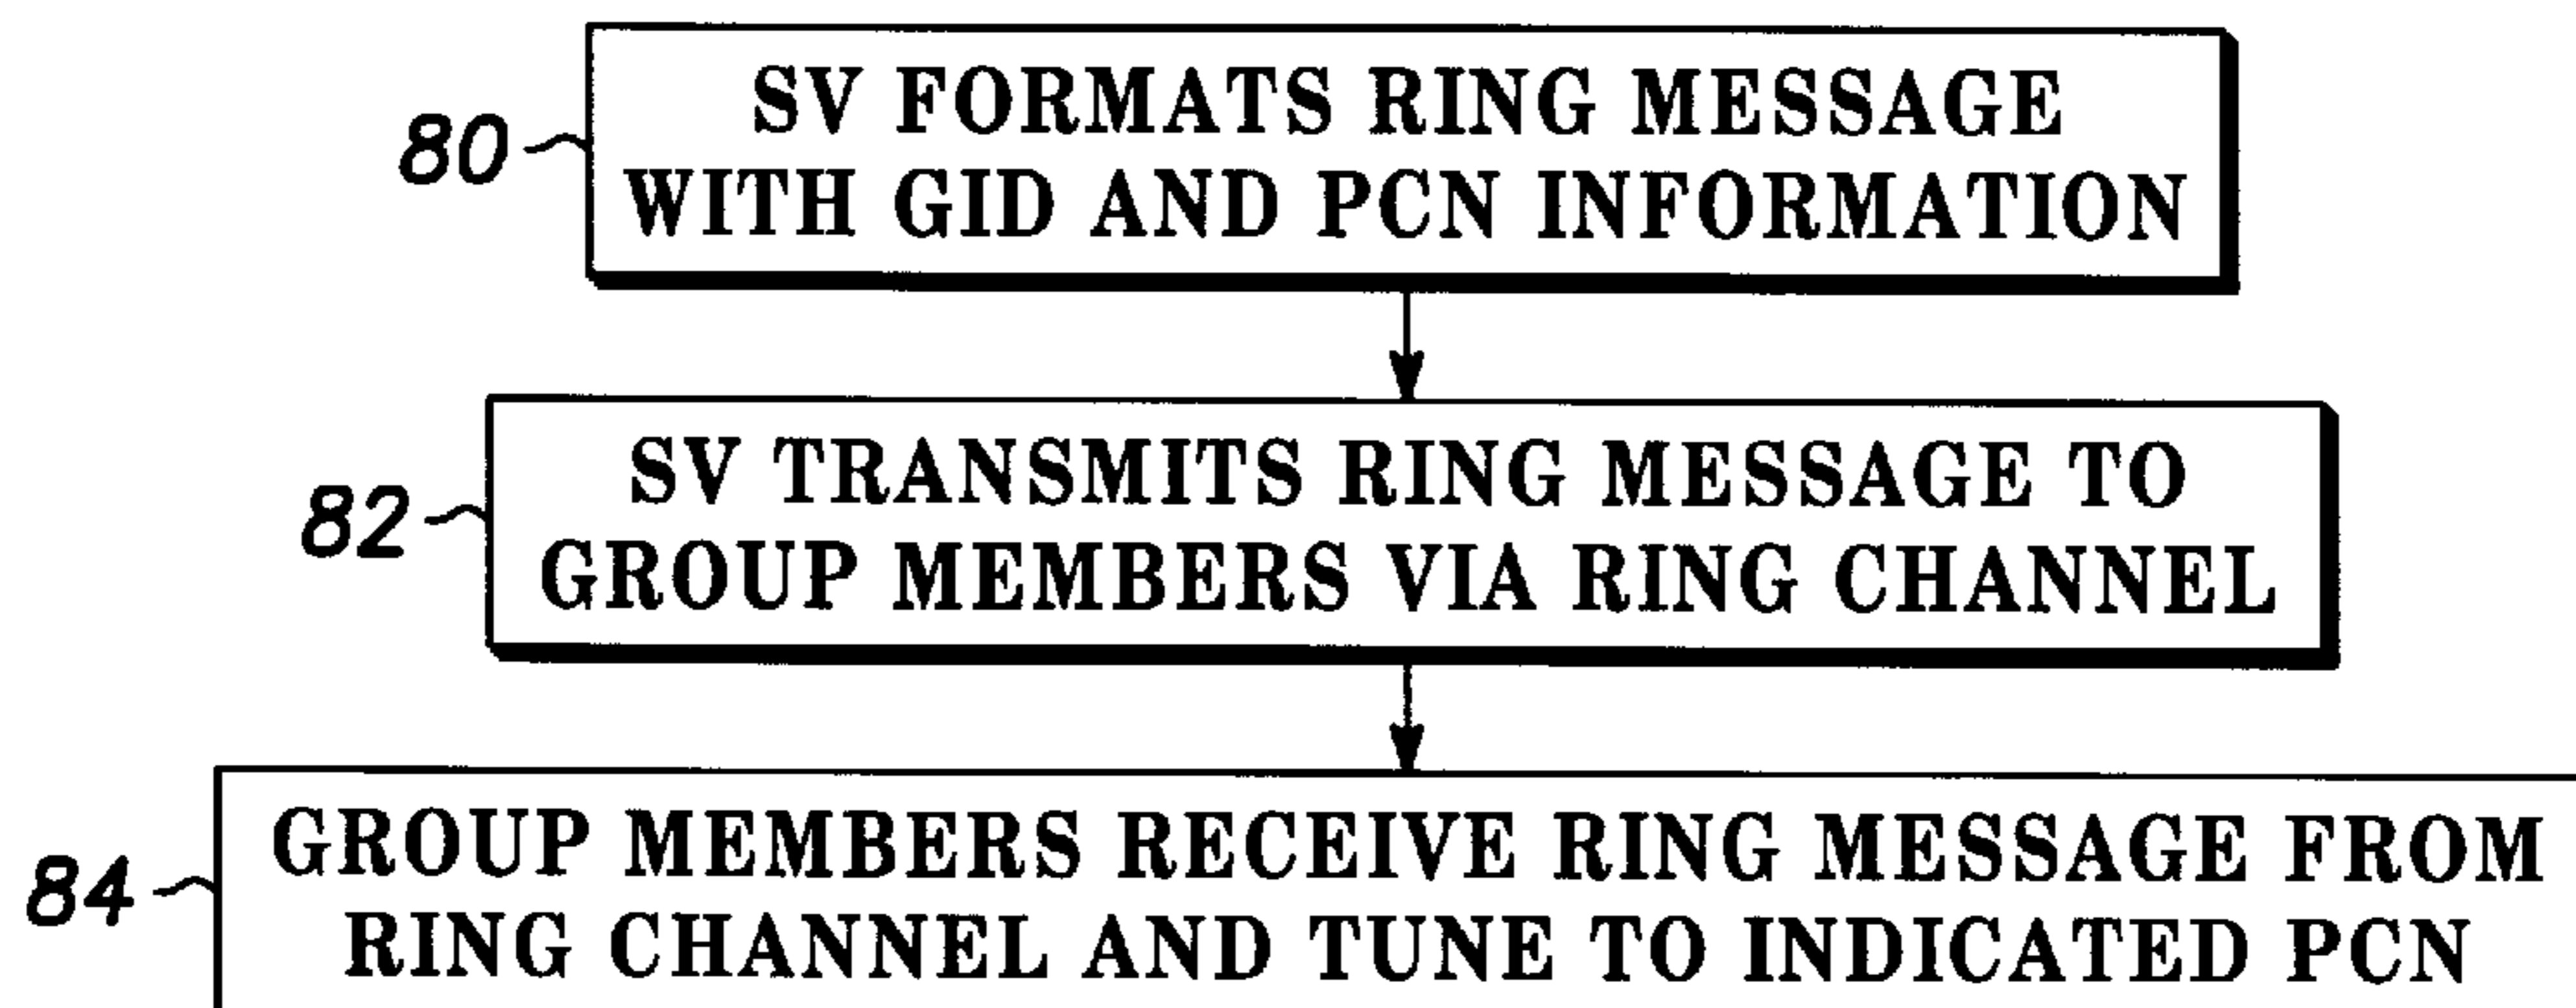 80
SV FORMATS RING MESSAGE
WITH GID AND PCN INFORMATION
82
SV TRANSMITS RING MESSAGE TO
GROUP MEMBERS VIA RING CHANNEL
84
GROUP MEMBERS RECEIVE RING MESSAGE FROM
RING CHANNEL AND TUNE TO INDICATED PCN